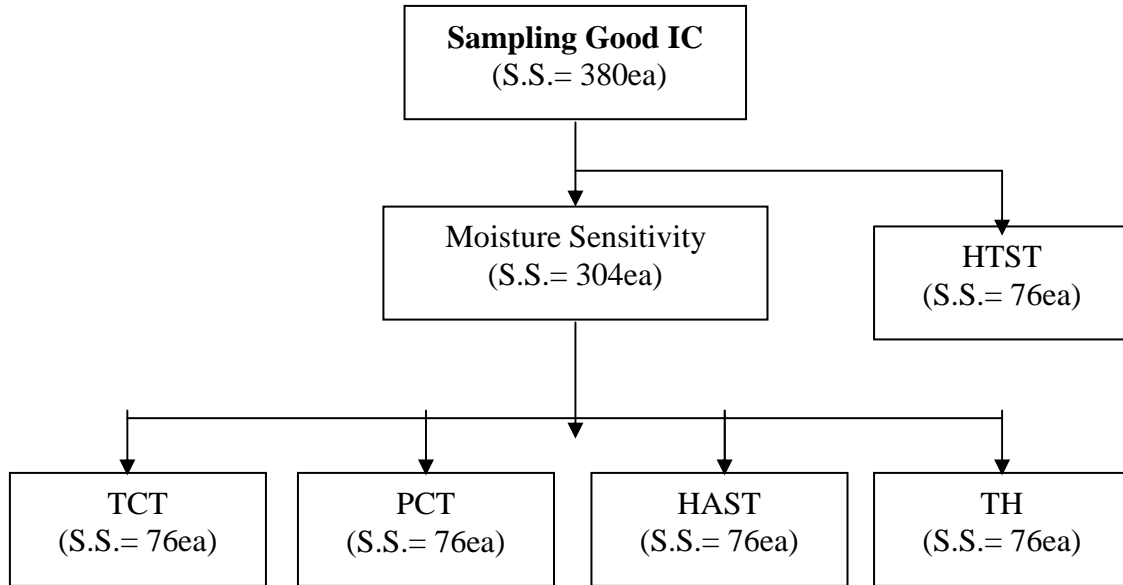 Sampling Good IC
(S.S.= 380ea)
Moisture Sensitivity
(S.S.= 304ea)
HTST
(S.S.= 76ea)
TCT
(S.S.= 76ea)
PCT
(S.S.= 76ea)
HAST
(S.S.= 76ea)
TH
(S.S.= 76ea)